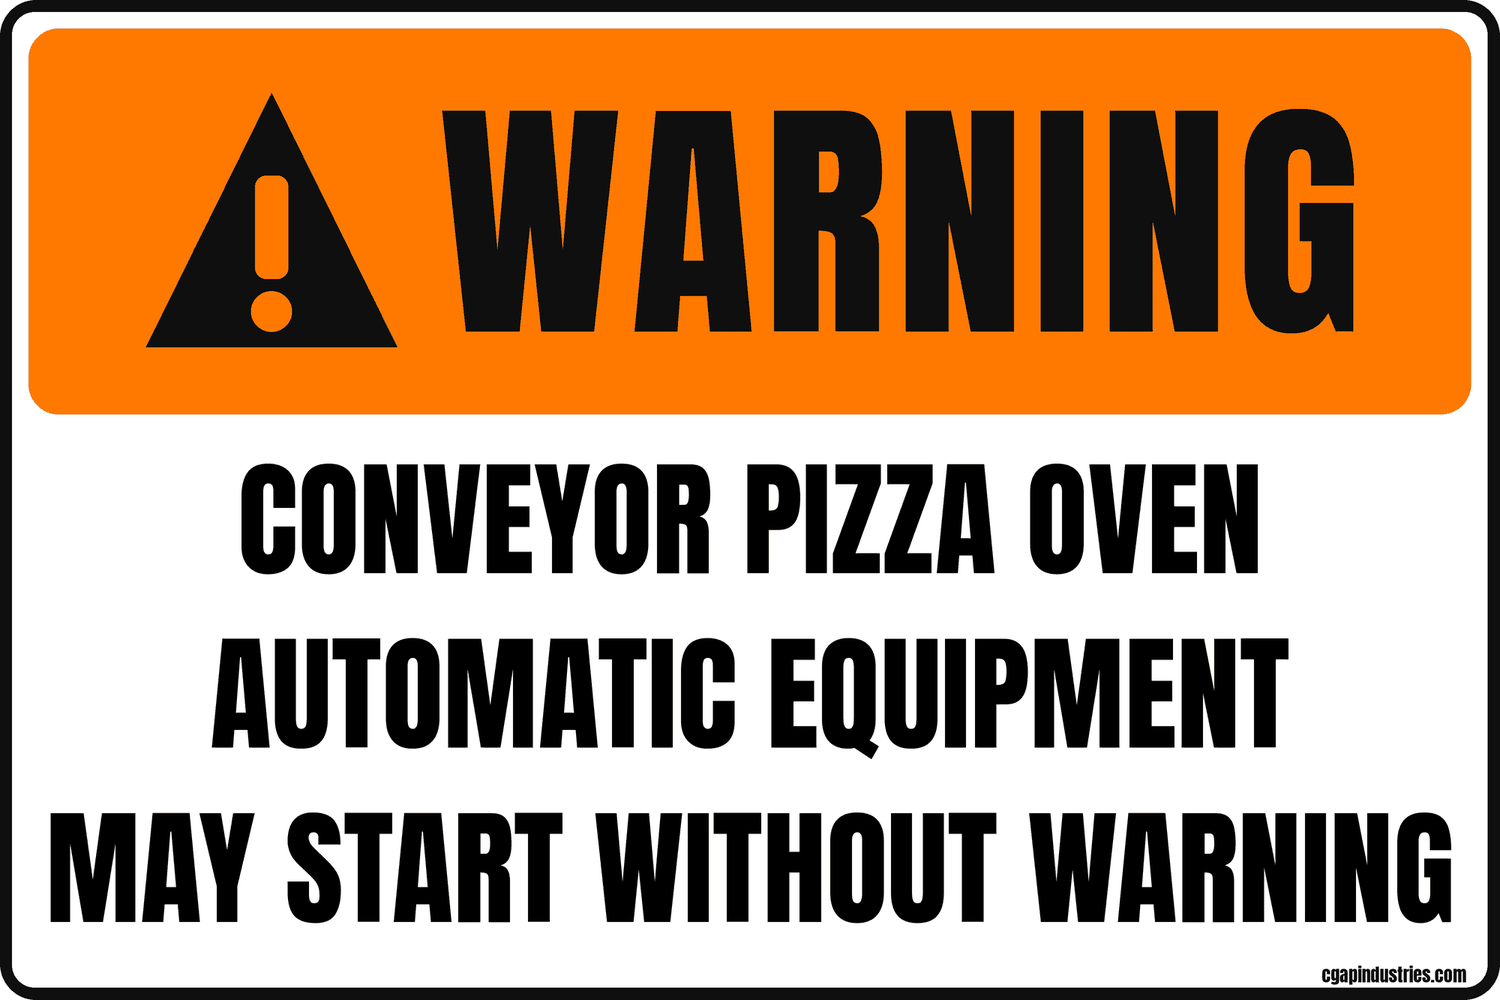 WARNING
CONVEYOR PIZZA OVEN
AUTOMATIC EQUIPMENT
MAY START WITHOUT WARNING
cgapindustries.com